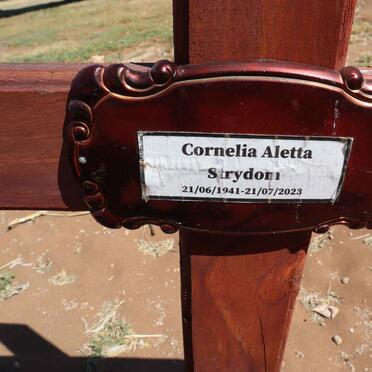 Cornelia Aletta
Strydom
21/06/1941-21/07/2023